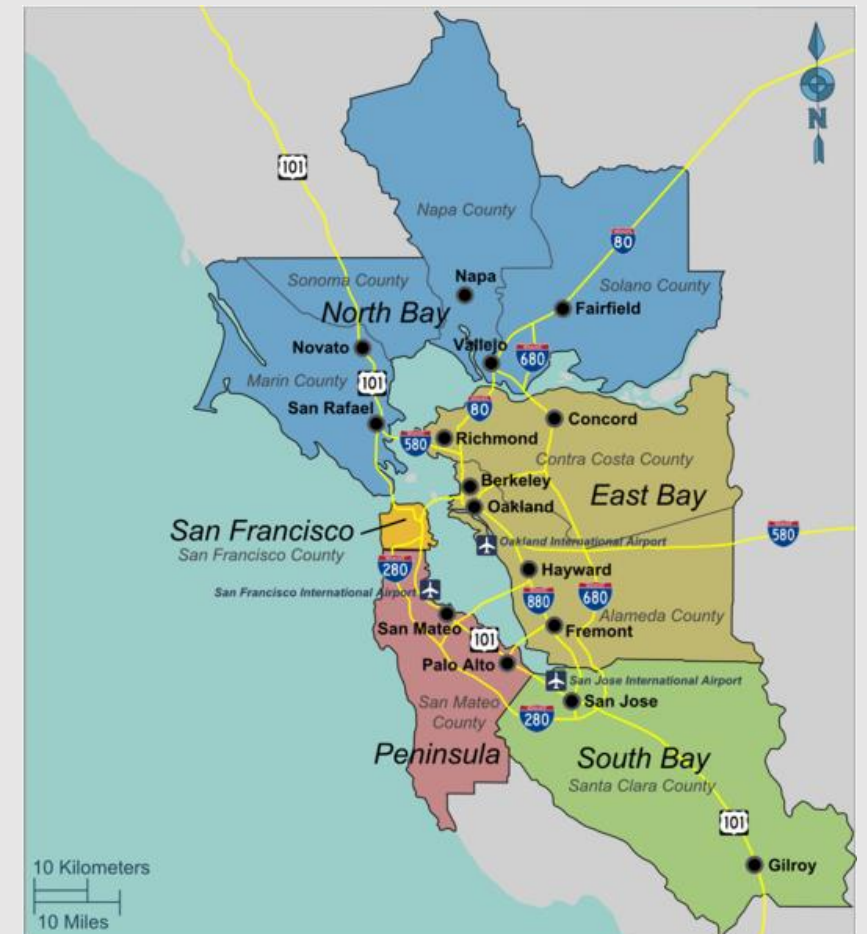 101
Napa County
80
Sonoma County
Napa
Solano County
North Bay
Fairfield
Novato
Vallejo
680
Marin County
101
San Rafael
80
Concord
580
Richmond
Contra Costa County
Berkeley
East Bay
Oakland
San Francisco
580
San Francisco County
Oakland International Airport
280
Hayward
San Francisco International Airport
880
680
Alameda County
San Mateo
Fremont
101
Palo Alto
San Jose International Airport
San Mateo
County
San Jose
280
Peninsula
South Bay
Santa Clara County
101
Gilroy
10 Kilometers
10 Miles
N